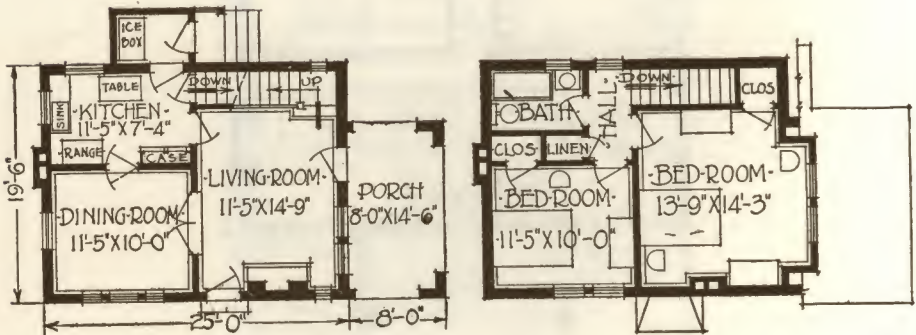 ICE
BOX
TABLE
DOWN
UP
SINK
·KITCHEN·
11'-5"X7'-4"
RANGE
CASE
19'-6"
·LIVING·ROOM·
11'-5"X14'-9"
·DINING·ROOM·
11'-5"X10'-0"
PORCH
8'-0"X14'-6"
25'-0"
8'-0"
BATH
HALL
DOWN
CLOS
CLOS
LINEN
·BED·ROOM·
·11'-5"X10'-0"
·BED·ROOM·
13'-9"X14'-3"